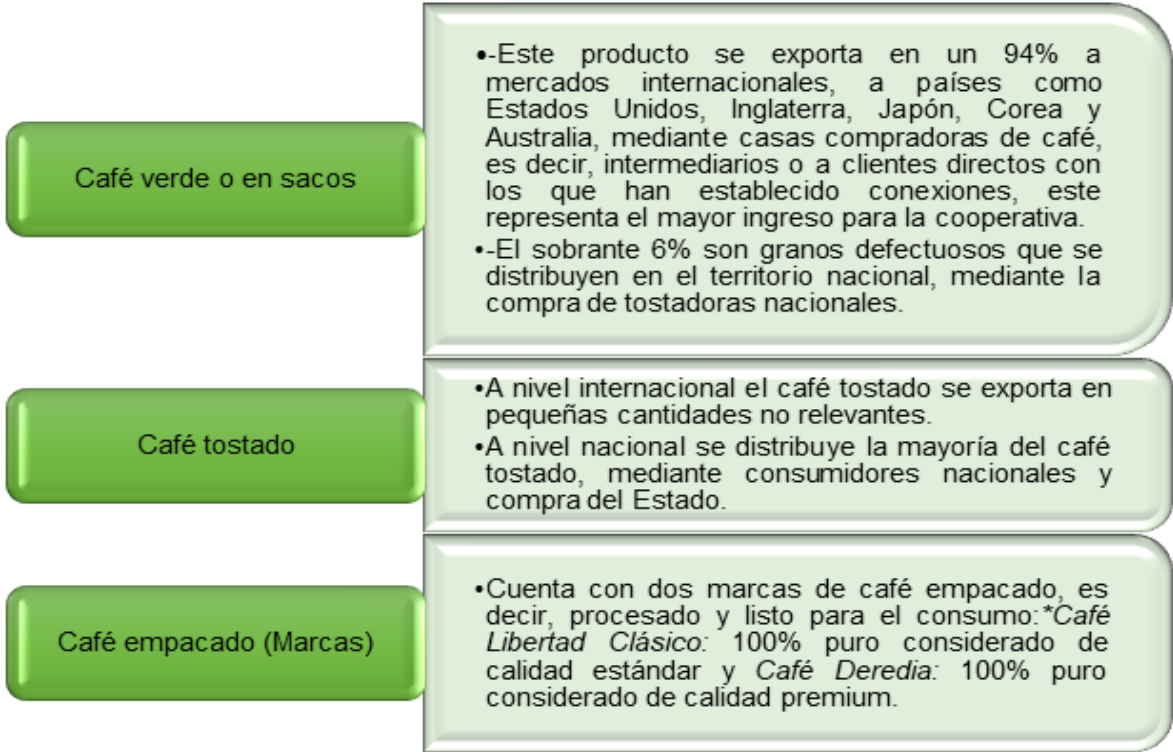 Café verde o en sacos
•-Este producto se exporta en un 94% a
mercados internacionales, a países como
Estados Unidos, Inglaterra, Japón, Corea y
Australia, mediante casas compradoras de café,
es decir, intermediarios o a clientes directos con
los que han establecido conexiones, este
representa el mayor ingreso para la cooperativa.
•-El sobrante 6% son granos defectuosos que se
distribuyen en el territorio nacional, mediante la
compra de tostadoras nacionales.
Café tostado
•A nivel internacional el café tostado se exporta en
pequeñas cantidades no relevantes.
•A nivel nacional se distribuye la mayoría del café
tostado, mediante consumidores nacionales y
compra del Estado.
Café empacado (Marcas)
•Cuenta con dos marcas de café empacado, es
decir, procesado y listo para el consumo:*Café
Libertad Clásico: 100% puro considerado de
calidad estándar y Café Deredia: 100% puro
considerado de calidad premium.